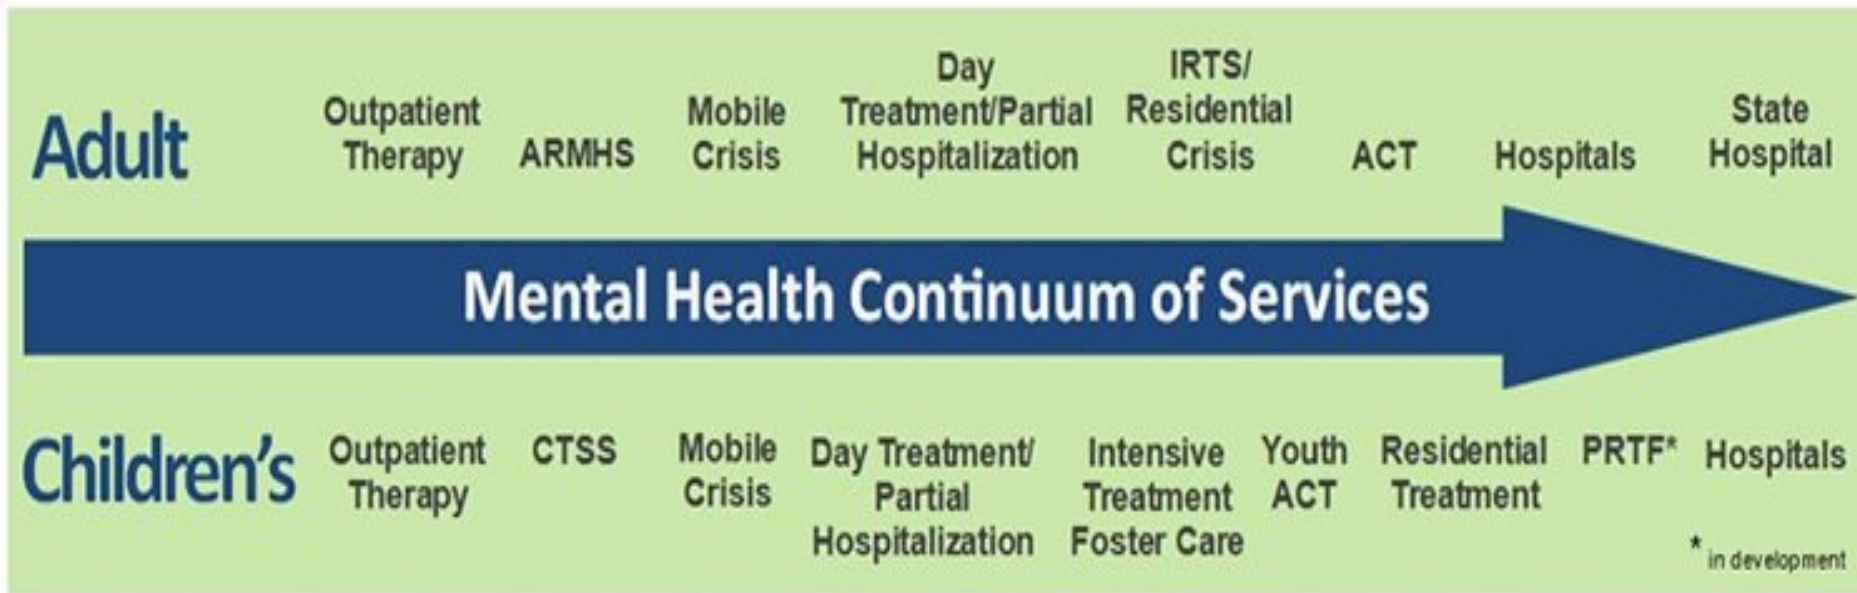 Adult
Outpatient
Therapy
ARMHS
Mobile
Crisis
Day
Treatment/Partial
Hospitalization
IRTS/
Residential
Crisis
ACT
Hospitals
State
Hospital
Mental Health Continuum of Services
Children's
Outpatient
Therapy
CTSS
Mobile
Crisis
Day Treatment/
Partial
Hospitalization
Intensive
Treatment
Foster Care
Youth
ACT
Residential
Treatment
PRTF*
Hospitals
* in development